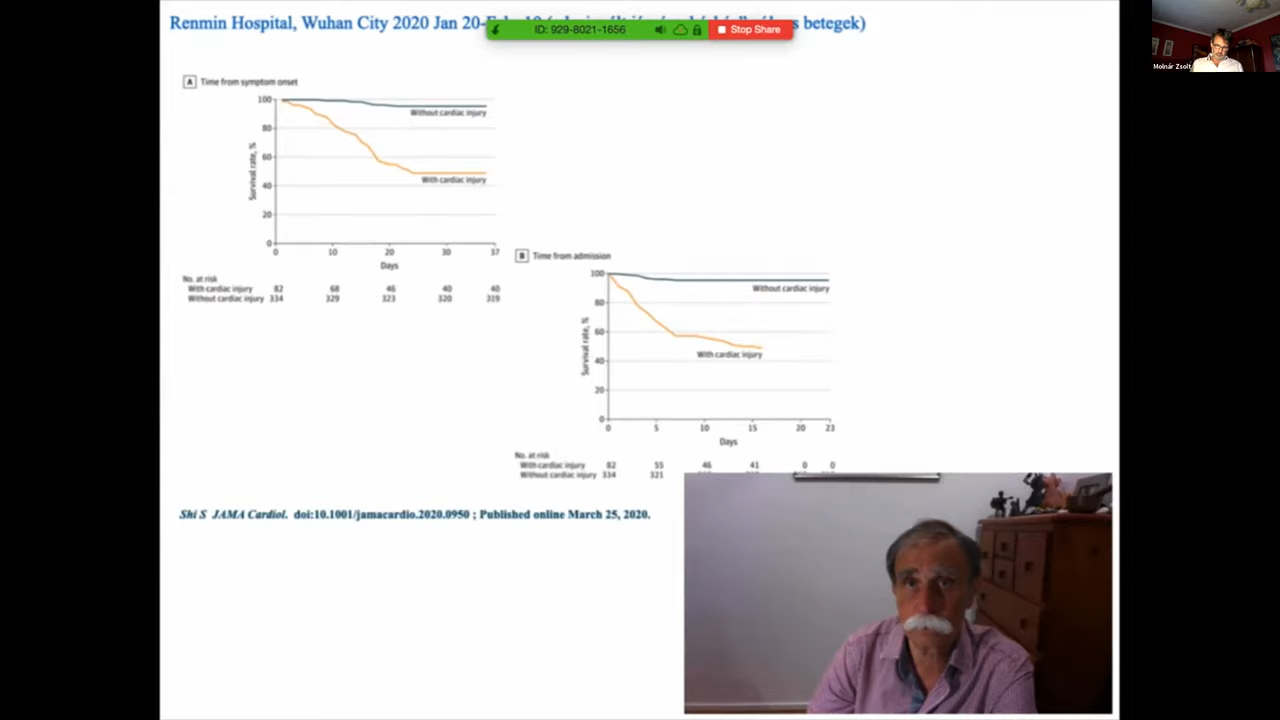 Renmin Hospital, Wuhan City 2020 Jan 20- betegek)
ID: 929-8021-1656
Stop Share
Molnár Zsolt
A Time from symptom onset
100
80
60
40
20
0
Survival rate, %
Without cardiac injury
With cardiac injury
0 10 20 30 37
Days
No. at risk
With cardiac injury 82 68 46 40 40
Without cardiac injury 334 329 323 320 319
B Time from admission
100
80
60
40
20
0
Survival rate, %
Without cardiac injury
With cardiac injury
0 5 10 15 20 23
Days
No. at risk
With cardiac injury 82 55 46 41 0 0
Without cardiac injury 334 321
Shi S JAMA Cardiol. doi:10.1001/jamacardio.2020.0950 ; Published online March 25, 2020.